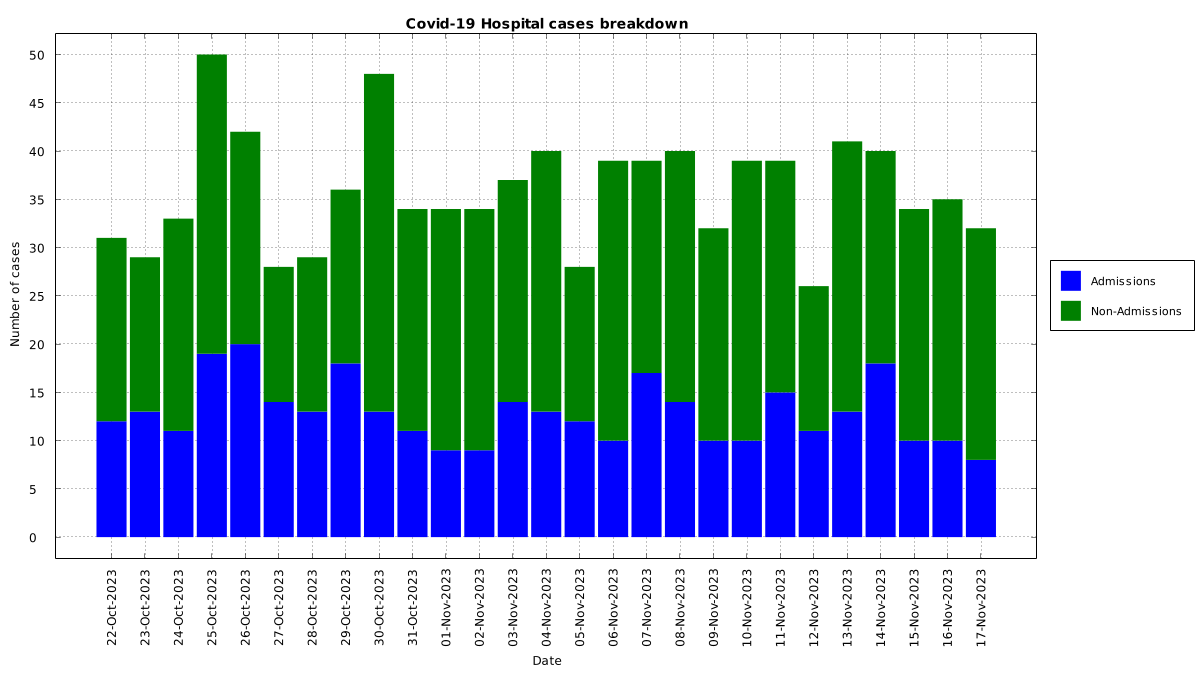 Covid-19 Hospital cases breakdown
50
45
40
35
30
25
20
15
10
5
0
Number of cases
22-Oct-2023
23-Oct-2023
24-Oct-2023
25-Oct-2023
26-Oct-2023
27-Oct-2023
28-Oct-2023
29-Oct-2023
30-Oct-2023
31-Oct-2023
01-Nov-2023
02-Nov-2023
03-Nov-2023
04-Nov-2023
05-Nov-2023
06-Nov-2023
07-Nov-2023
08-Nov-2023
09-Nov-2023
10-Nov-2023
11-Nov-2023
12-Nov-2023
13-Nov-2023
14-Nov-2023
15-Nov-2023
16-Nov-2023
17-Nov-2023
Date
Admissions
Non-Admissions